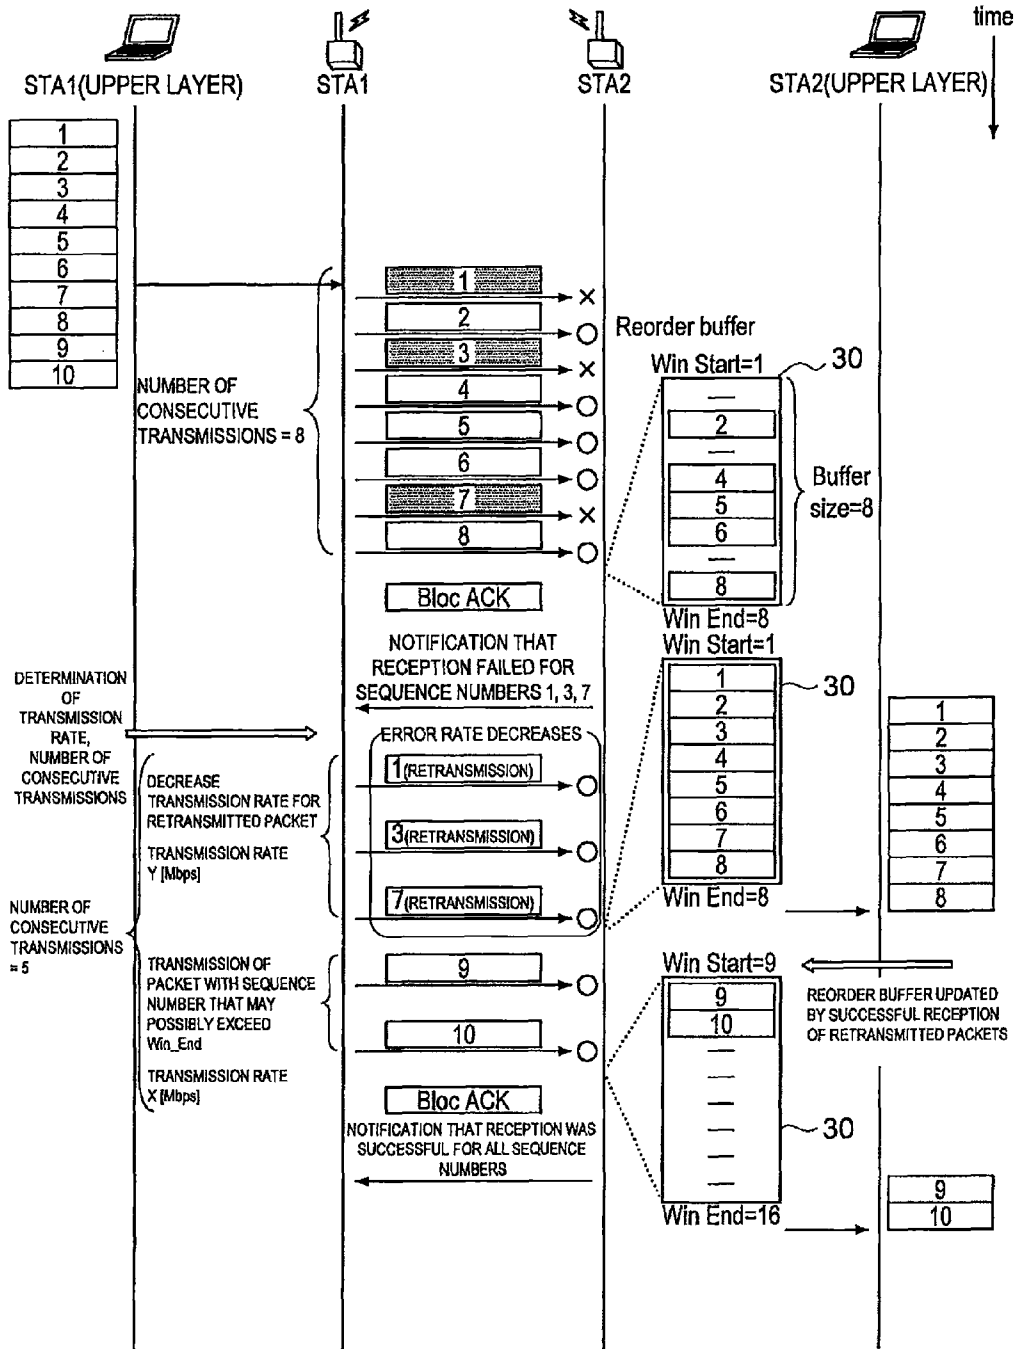 time
STA1(UPPER LAYER)
STA1
STA2
STA2(UPPER LAYER)
1
2
3
4
5
6
7
8
9
10
NUMBER OF
CONSECUTIVE
TRANSMISSIONS = 8
1
2
3
4
5
6
7
8
Bloc ACK
Reorder buffer
Win Start=1
30
2
4
5
6
8
Buffer
size=8
Win End=8
NOTIFICATION THAT
RECEPTION FAILED FOR
SEQUENCE NUMBERS 1, 3, 7
Win Start=1
30
1
2
3
4
5
6
7
8
Win End=8
1
2
3
4
5
6
7
8
DETERMINATION
OF
TRANSMISSION
RATE,
NUMBER OF
CONSECUTIVE
TRANSMISSIONS
ERROR RATE DECREASES
1(RETRANSMISSION)
3(RETRANSMISSION)
7(RETRANSMISSION)
DECREASE
TRANSMISSION RATE FOR
RETRANSMITTED PACKET
TRANSMISSION RATE
Y [Mbps]
NUMBER OF
CONSECUTIVE
TRANSMISSIONS
= 5
TRANSMISSION OF
PACKET WITH SEQUENCE
NUMBER THAT MAY
POSSIBLY EXCEED
Win_End
TRANSMISSION RATE
X [Mbps]
9
10
Bloc ACK
NOTIFICATION THAT RECEPTION WAS
SUCCESSFUL FOR ALL SEQUENCE
NUMBERS
Win Start=9
9
10
30
Win End=16
REORDER BUFFER UPDATED
BY SUCCESSFUL RECEPTION
OF RETRANSMITTED PACKETS
9
10